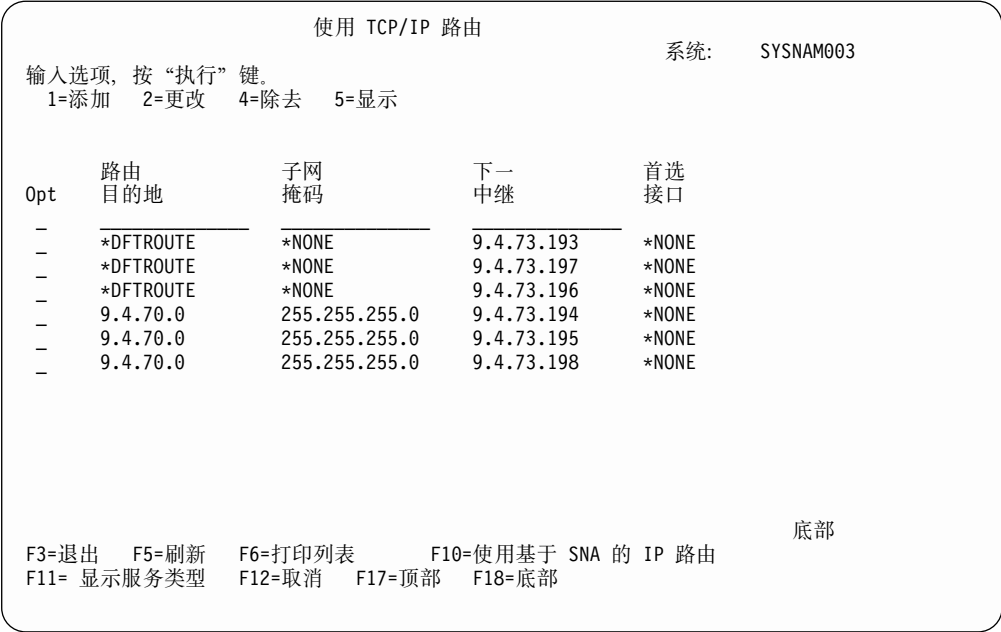 使用 TCP/IP 路由
系统: SYSNAM003
输入选项, 按“执行”键。
1=添加 2=更改 4=除去 5=显示
路由 子网 下一 首选
Opt 目的地 掩码 中继 接口
_ ______________ ______________ ______________
_ *DFTROUTE *NONE 9.4.73.193 *NONE
_ *DFTROUTE *NONE 9.4.73.197 *NONE
_ *DFTROUTE *NONE 9.4.73.196 *NONE
_ 9.4.70.0 255.255.255.0 9.4.73.194 *NONE
_ 9.4.70.0 255.255.255.0 9.4.73.195 *NONE
_ 9.4.70.0 255.255.255.0 9.4.73.198 *NONE
底部
F3=退出 F5=刷新 F6=打印列表 F10=使用基于 SNA 的 IP 路由
F11= 显示服务类型 F12=取消 F17=顶部 F18=底部